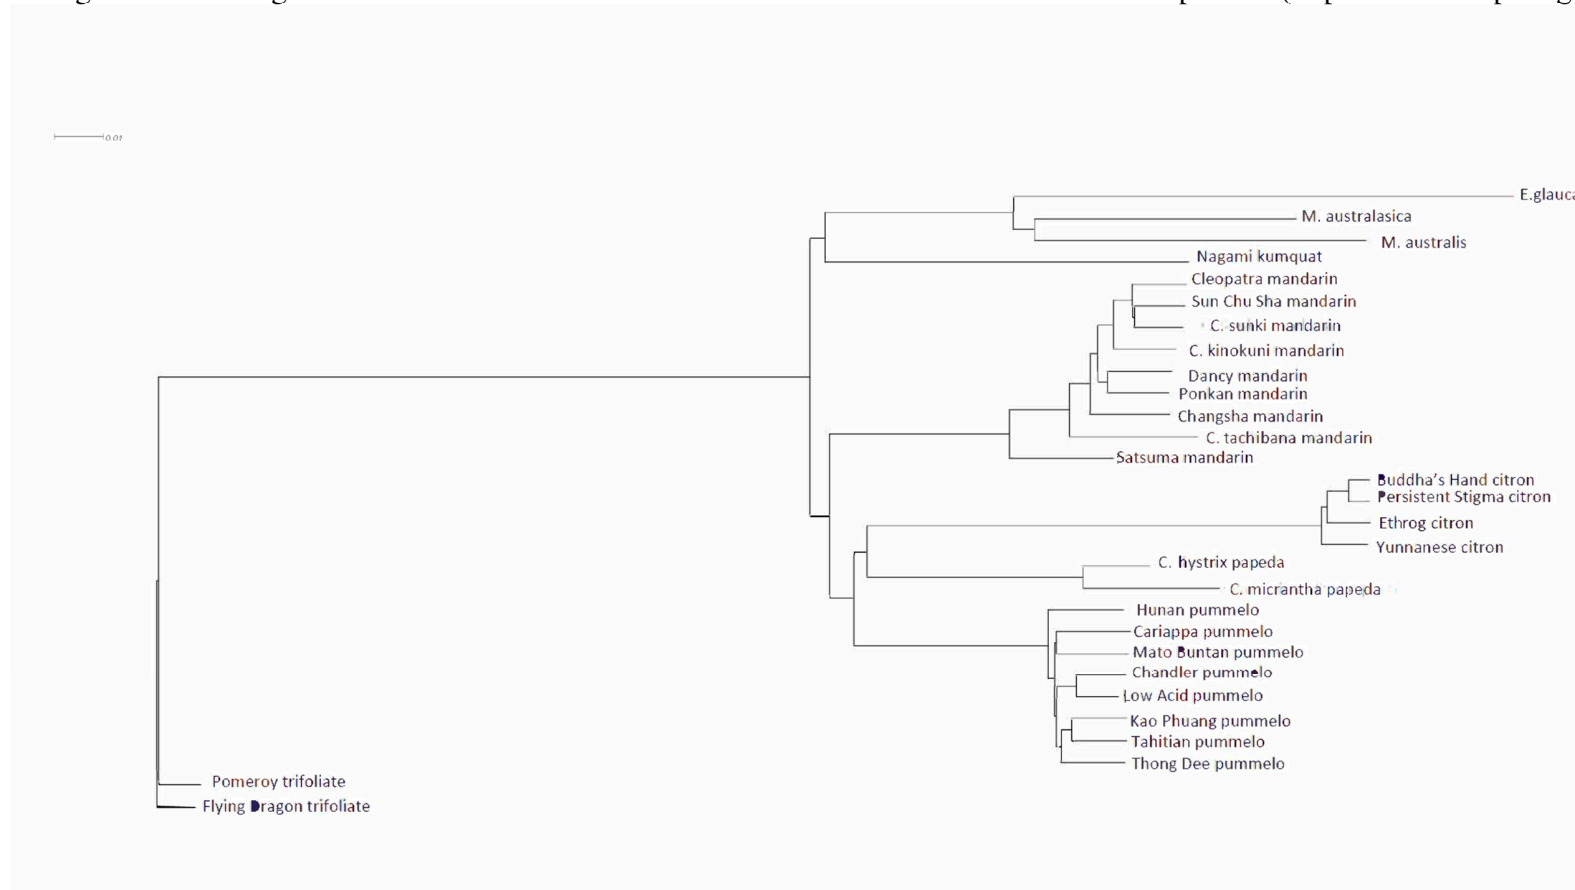 0.01
E.glauca
M. australasica
M. australis
Nagami kumquat
Cleopatra mandarin
Sun Chu Sha mandarin
C. sunki mandarin
C. kinokuni mandarin
Dancy mandarin
Ponkan mandarin
Changsha mandarin
C. tachibana mandarin
Satsuma mandarin
Buddha's Hand citron
Persistent Stigma citron
Ethrog citron
Yunnanese citron
C. hystrix papeda
C. micrantha papeda
Hunan pummelo
Cariappa pummelo
Mato Buntan pummelo
Chandler pummelo
Low Acid pummelo
Kao Phuang pummelo
Tahitian pummelo
Thong Dee pummelo
Pomeroy trifoliate
Flying Dragon trifoliate